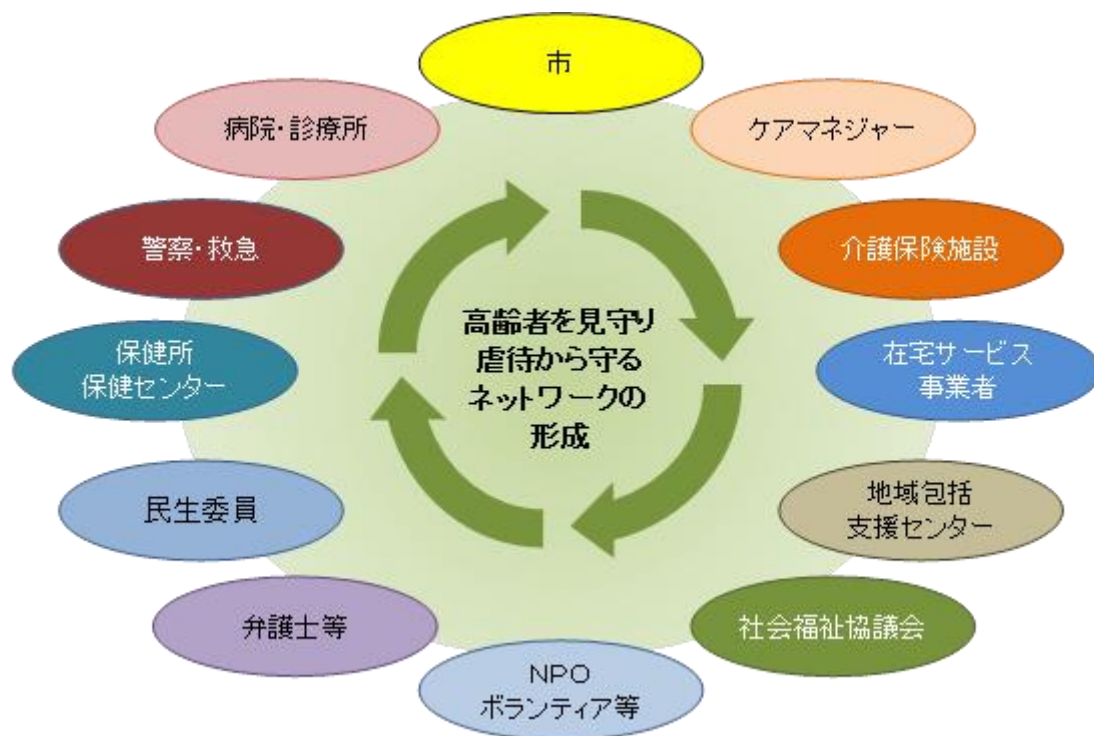 市
病院・診療所
ケアマネジャー
警察・救急
介護保険施設
高齢者を見守り
虐待から守る
ネットワークの
形成
保健所
保健センター
在宅サービス
事業者
民生委員
地域包括
支援センター
弁護士等
社会福祉協議会
NPO
ボランティア等